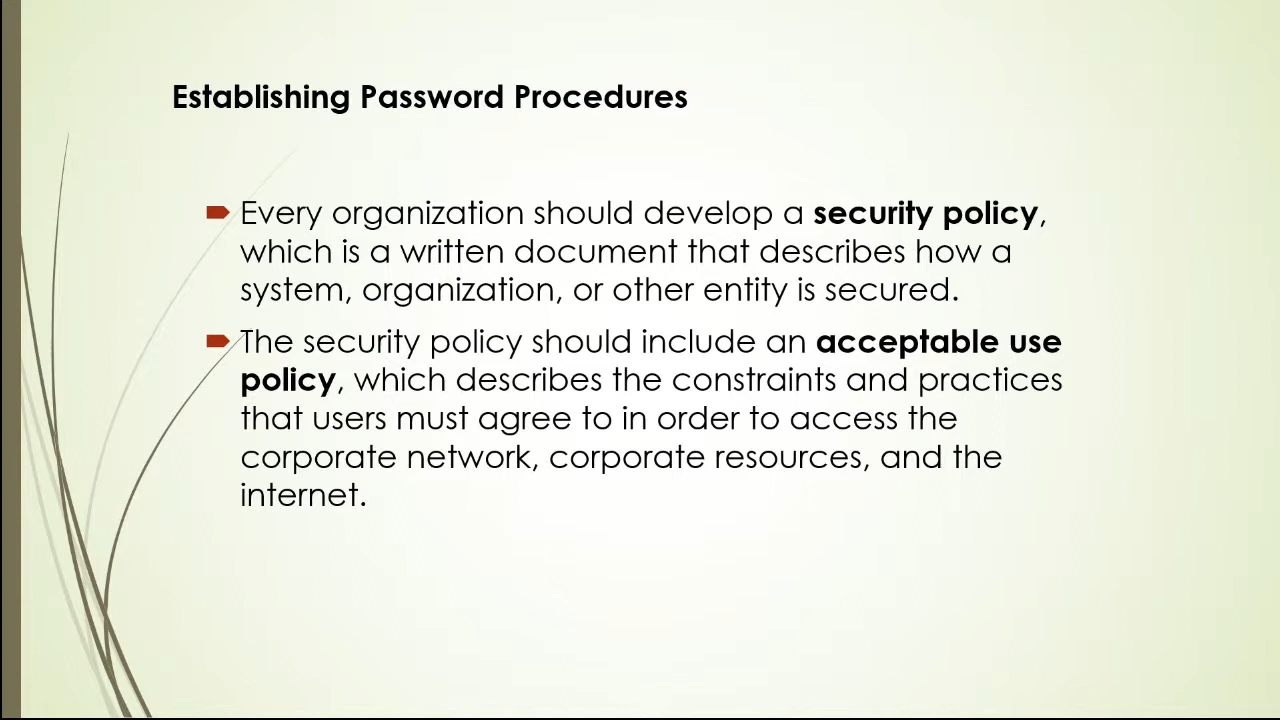 Establishing Password Procedures
Every organization should develop a security policy,
which is a written document that describes how a
system, organization, or other entity is secured.
The security policy should include an acceptable use
policy, which describes the constraints and practices
that users must agree to in order to access the
corporate network, corporate resources, and the
internet.